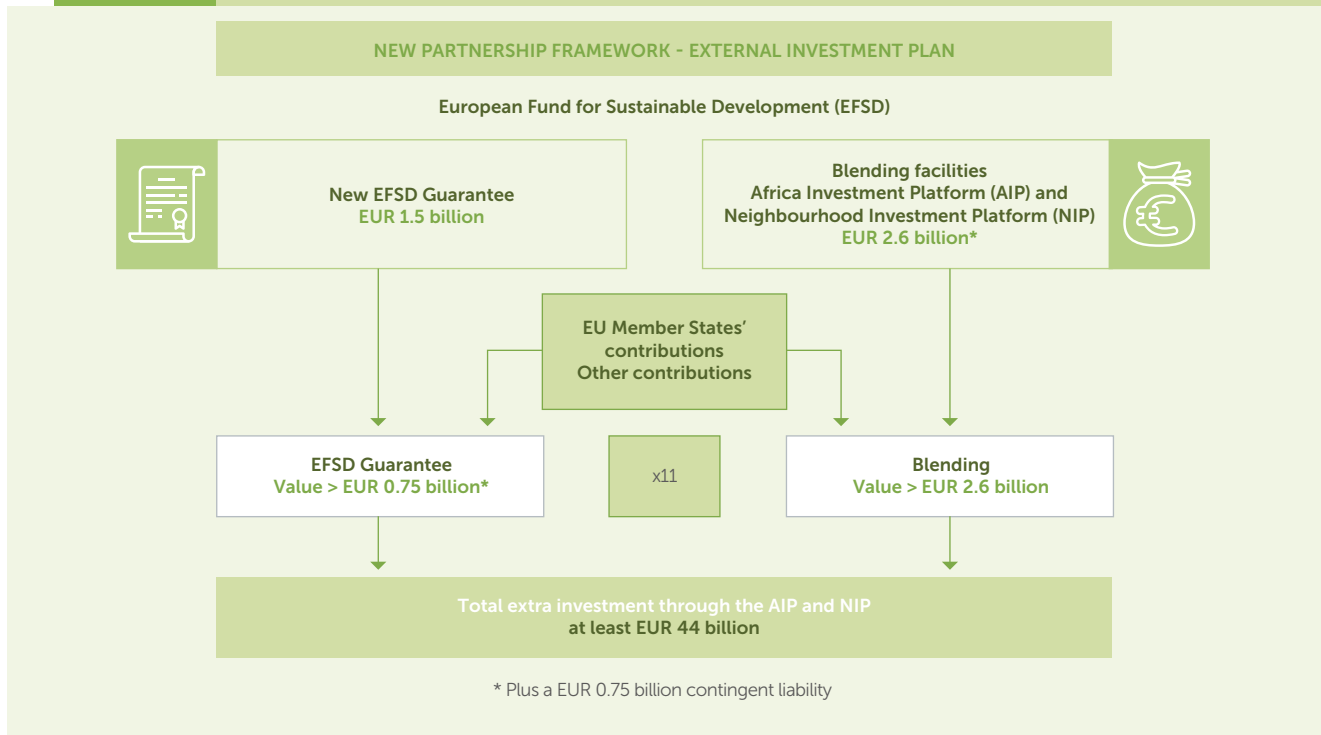 NEW PARTNERSHIP FRAMEWORK - EXTERNAL INVESTMENT PLAN
European Fund for Sustainable Development (EFSD)
New EFSD Guarantee
EUR 1.5 billion
Blending facilities
Africa Investment Platform (AIP) and
Neighbourhood Investment Platform (NIP)
EUR 2.6 billion*
EU Member States’
contributions
Other contributions
EFSD Guarantee
Value > EUR 0.75 billion*
x11
Blending
Value > EUR 2.6 billion
Total extra investment through the AIP and NIP
at least EUR 44 billion
* Plus a EUR 0.75 billion contingent liability